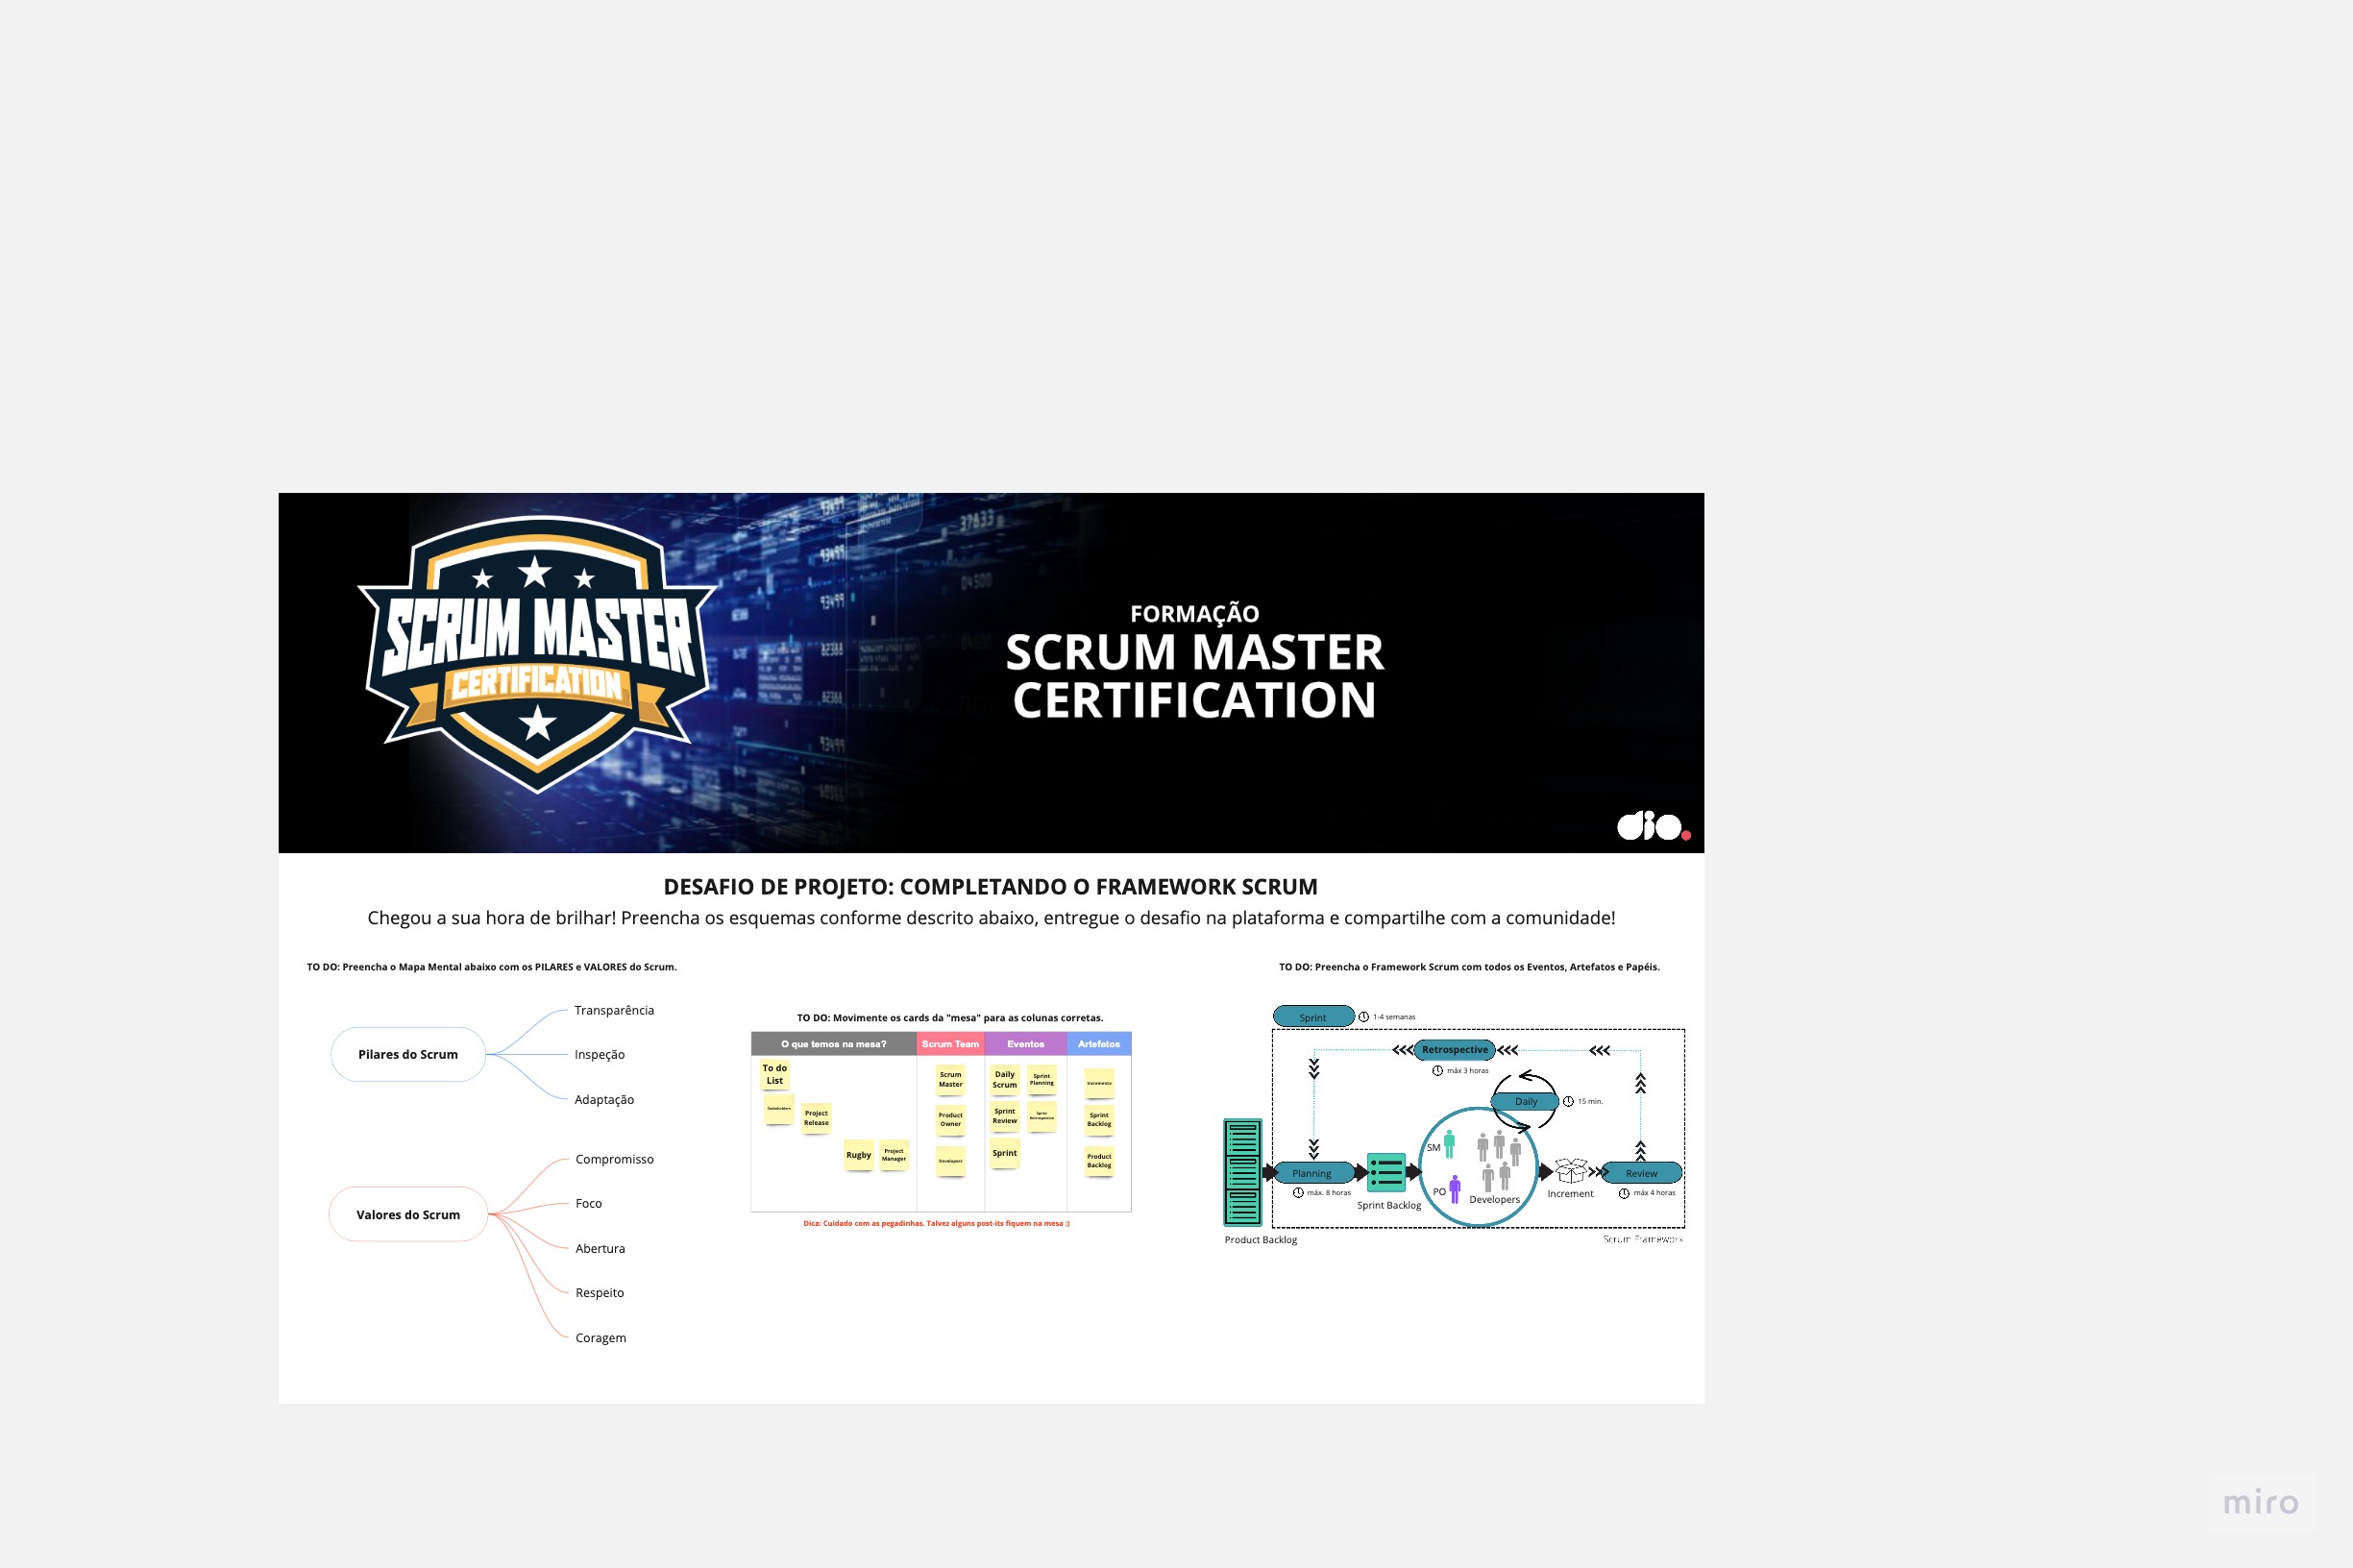 SCRUM MASTER
CERTIFICATION
FORMAÇÃO
SCRUM MASTER
CERTIFICATION
dio.
DESAFIO DE PROJETO: COMPLETANDO O FRAMEWORK SCRUM
Chegou a sua hora de brilhar! Preencha os esquemas conforme descrito abaixo, entregue o desafio na plataforma e compartilhe com a comunidade!
TO DO: Preencha o Mapa Mental abaixo com os PILARES e VALORES do Scrum.
Pilares do Scrum
Transparência
Inspeção
Adaptação
Valores do Scrum
Compromisso
Foco
Abertura
Respeito
Coragem
TO DO: Movimente os cards da "mesa" para as colunas corretas.
O que temos na mesa?
Scrum Team
Eventos
Artefatos
To do
List
Stakeholders
Project
Release
Rugby
Project
Manager
Scrum
Master
Product
Owner
Developers
Daily
Scrum
Sprint
Planning
Sprint
Review
Sprint
Retrospective
Sprint
Incremento
Sprint
Backlog
Product
Backlog
Dica: Cuidado com as pegadinhas. Talvez alguns post-its fiquem na mesa :)
TO DO: Preencha o Framework Scrum com todos os Eventos, Artefatos e Papéis.
Sprint
1-4 semanas
Retrospective
máx 3 horas
Daily
15 min.
SM
PO
Developers
Planning
máx. 8 horas
Sprint Backlog
Increment
Review
máx 4 horas
Product Backlog
Scrum Framework
miro